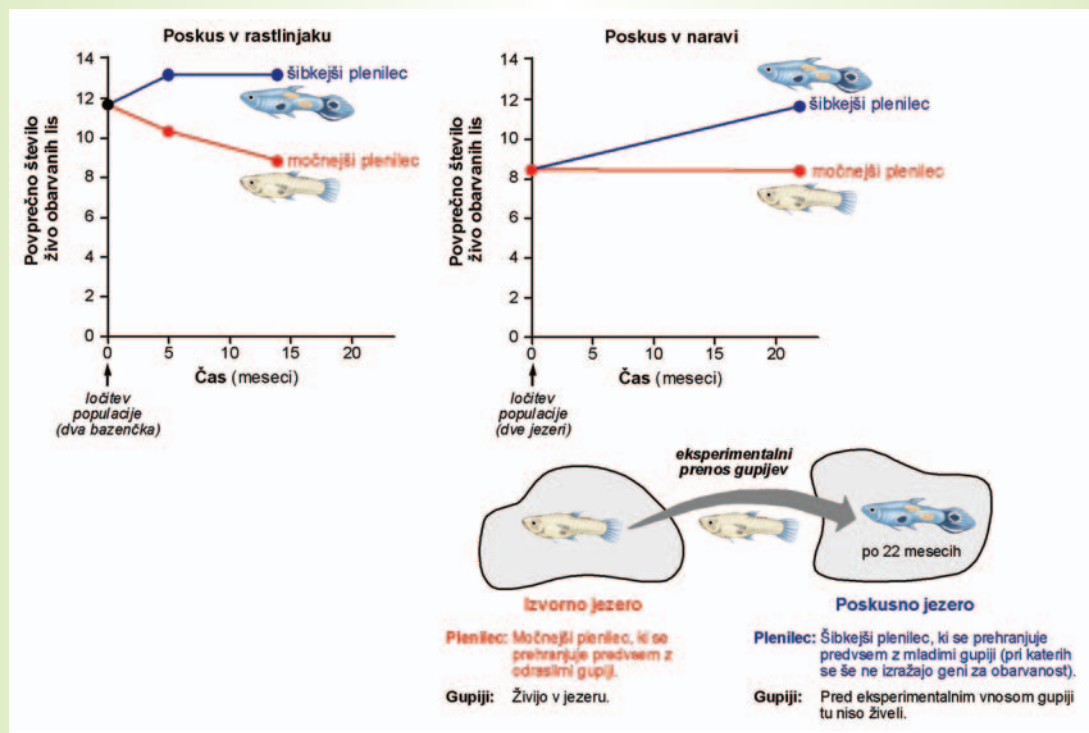 Poskus v rastlinjaku
Povprečno število
živo obarvanih lis
14
12
10
8
6
4
2
0
šibkejši plenilec
močnejši plenilec
0
5
10
15
20
Čas (meseci)
ločitev
populacije
(dva bazenčka)
Poskus v naravi
Povprečno število
živo obarvanih lis
14
12
10
8
6
4
2
0
šibkejši plenilec
močnejši plenilec
0
5
10
15
20
Čas (meseci)
ločitev
populacije
(dve jezeri)
eksperimentalni
prenos gupijev
po 22 mesecih
Izvorno jezero
Plenilec: Močnejši plenilec, ki se
prehranjuje predvsem z
odraslimi gupiji.
Gupiji: Živijo v jezeru.
Poskusno jezero
Plenilec: Šibkejši plenilec, ki se prehranjuje
predvsem z mladimi gupiji (pri katerih
se še ne izražajo geni za obarvanost).
Gupiji: Pred eksperimentalnim vnosom gupiji
tu niso živeli.